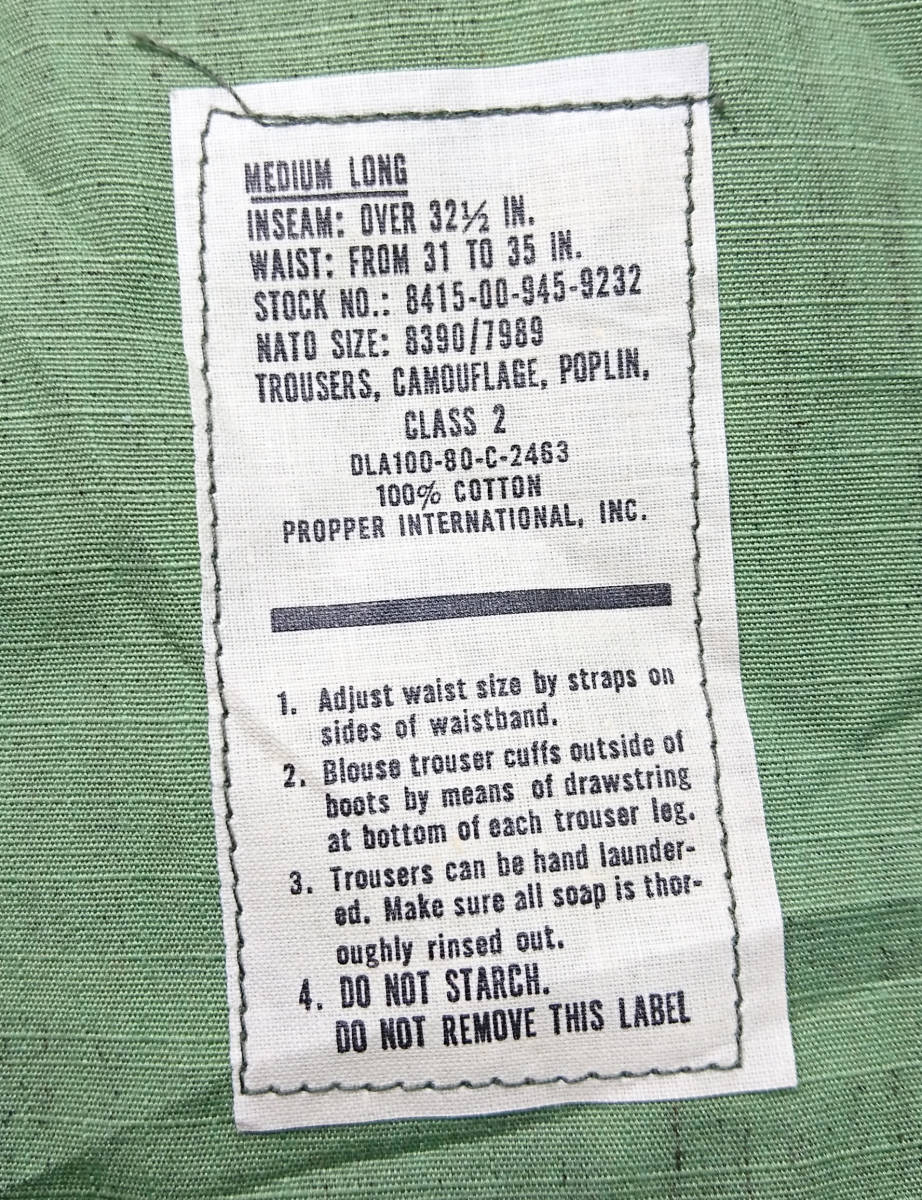 MEDIUM LONG
INSEAM: OVER 32½ IN.
WAIST: FROM 31 TO 35 IN.
STOCK NO.: 8415-00-945-9232
NATO SIZE: 8390/7989
TROUSERS, CAMOUFLAGE, POPLIN,
CLASS 2
DLA100-80-C-2463
100% COTTON
PROPPER INTERNATIONAL, INC.
1. Adjust waist size by straps on
sides of waistband.
2. Blouse trouser cuffs outside of
boots by means of drawstring
at bottom of each trouser leg.
3. Trousers can be hand launder-
ed. Make sure all soap is thor-
oughly rinsed out.
4. DO NOT STARCH.
DO NOT REMOVE THIS LABEL